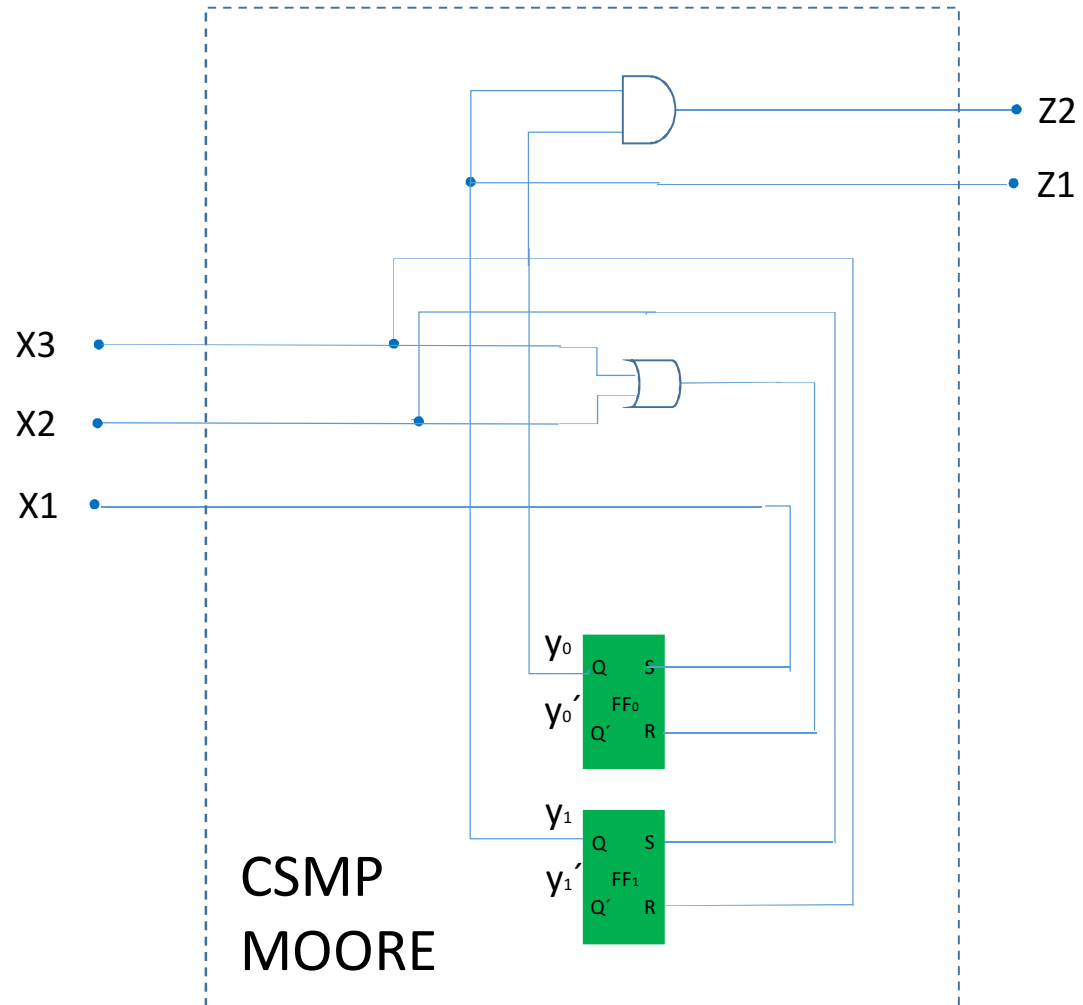 Z2
Z1
X3
X2
X1
y₀
Q S
y₀´ FF₀
Q´ R
y₁
Q S
y₁´ FF₁
Q´ R
CSMP
MOORE